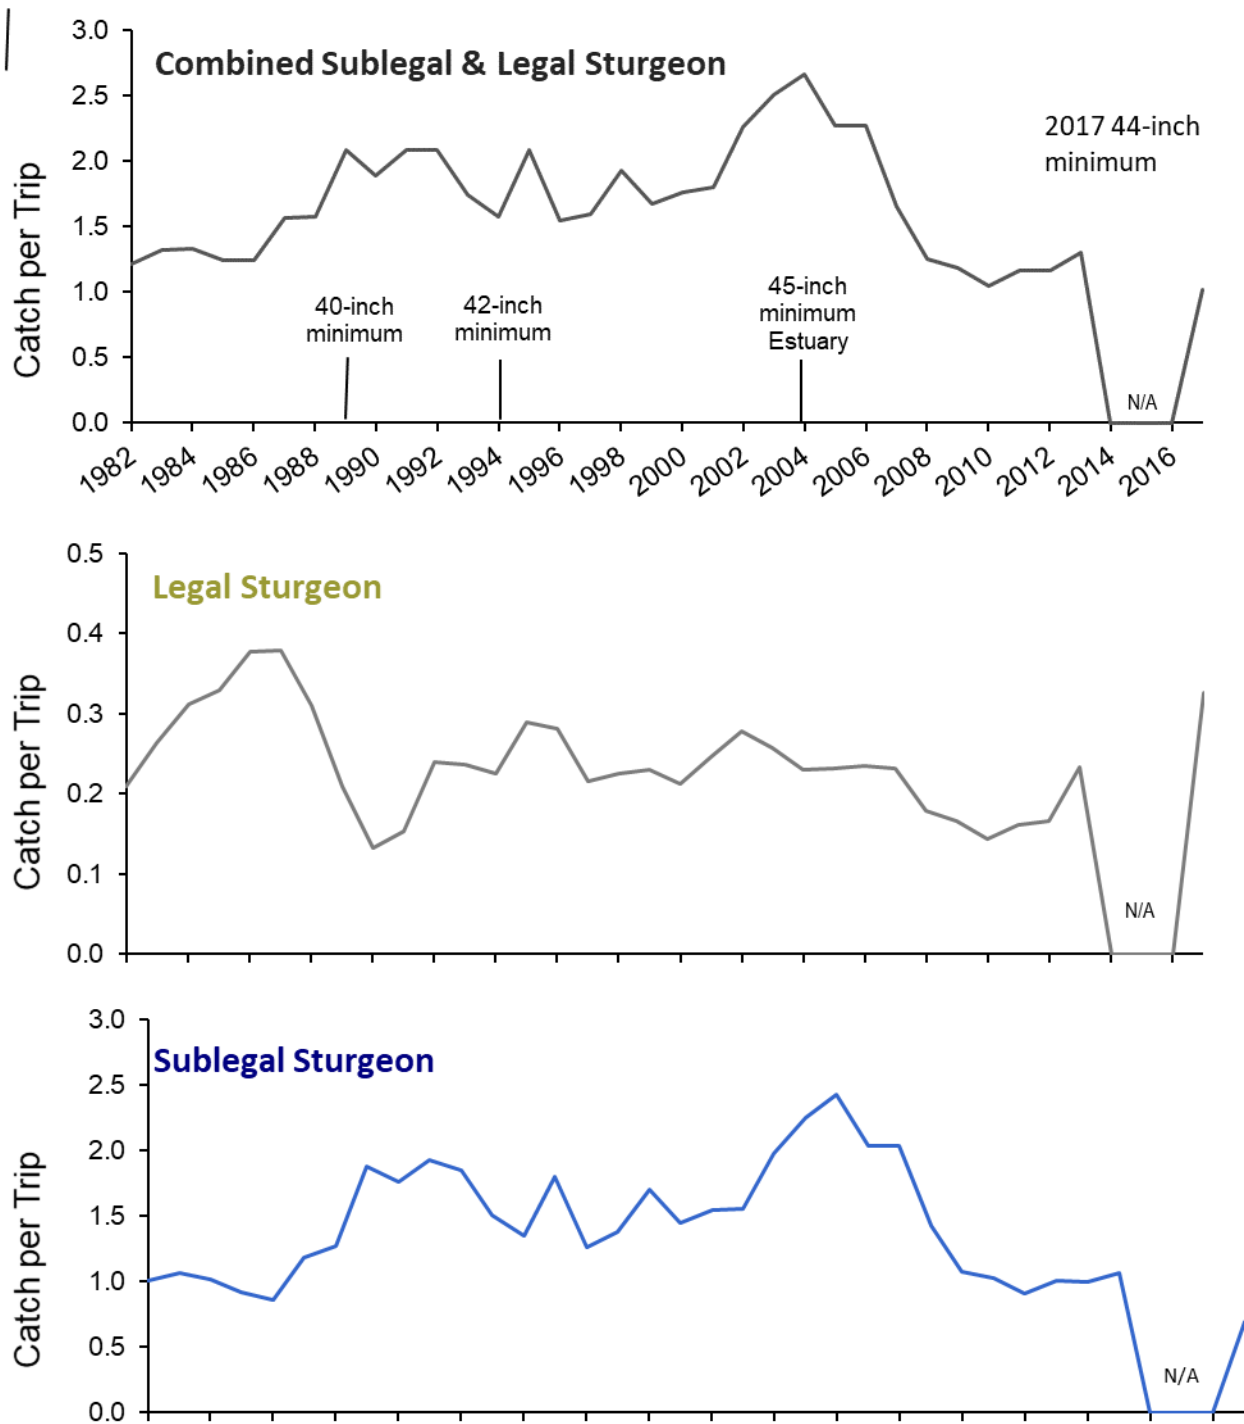 Combined Sublegal & Legal Sturgeon
Catch per Trip
3.0
2.5
2.0
1.5
1.0
0.5
0.0
2017 44-inch
minimum
40-inch
minimum
42-inch
minimum
45-inch
minimum
Estuary
N/A
1982
1984
1986
1988
1990
1992
1994
1996
1998
2000
2002
2004
2006
2008
2010
2012
2014
2016
Legal Sturgeon
Catch per Trip
0.5
0.4
0.3
0.2
0.1
0.0
N/A
Sublegal Sturgeon
Catch per Trip
3.0
2.5
2.0
1.5
1.0
0.5
0.0
N/A